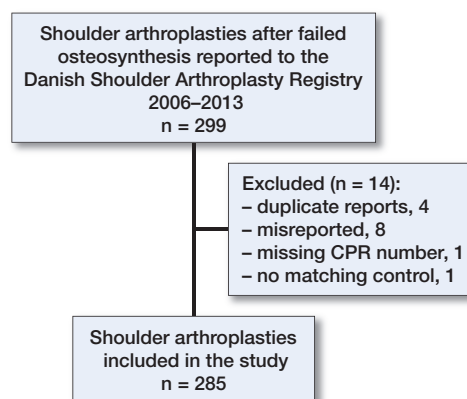 Shoulder arthroplasties after failed
osteosynthesis reported to the
Danish Shoulder Arthroplasty Registry
2006–2013
n = 299
Excluded (n = 14):
– duplicate reports, 4
– misreported, 8
– missing CPR number, 1
– no matching control, 1
Shoulder arthroplasties
included in the study
n = 285